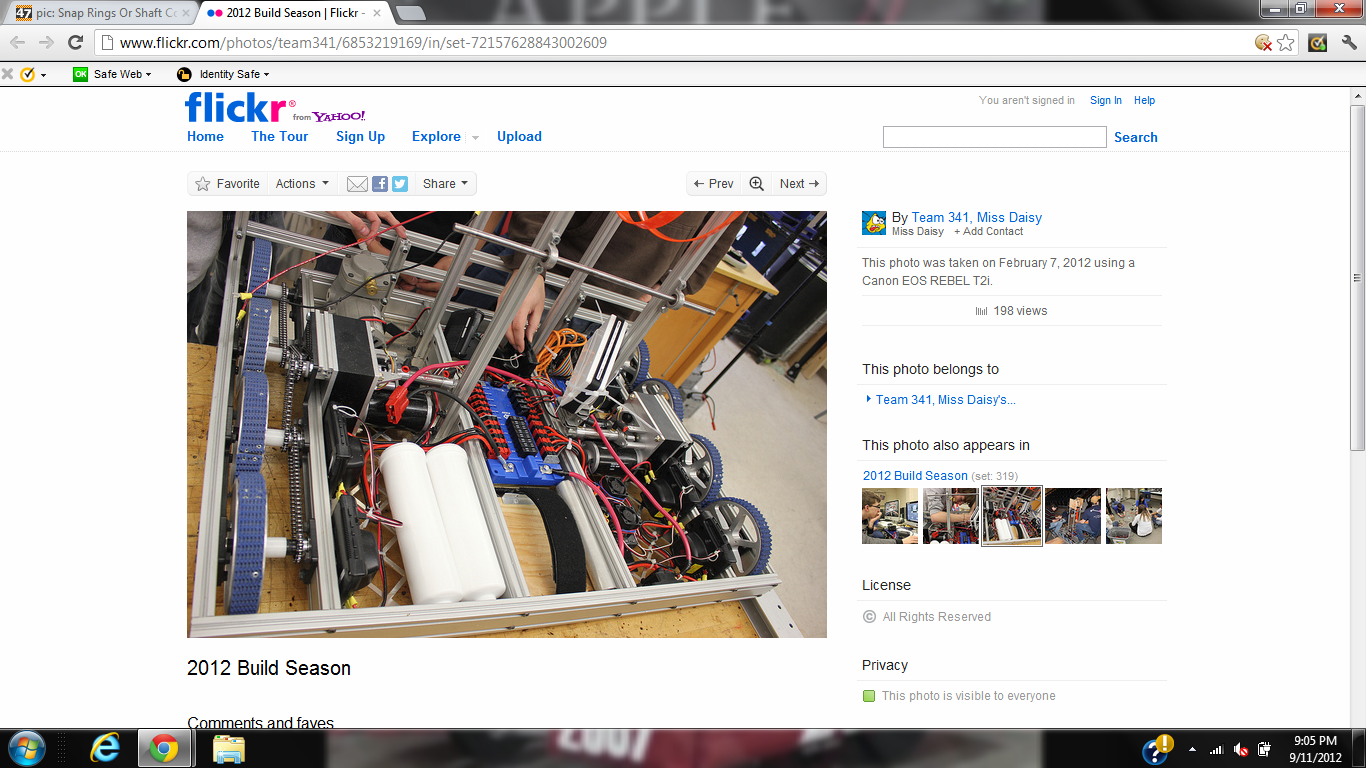 APPLE
47 pic: Snap Rings Or Shaft Co
2012 Build Season | Flickr -
www.flickr.com/photos/team341/6853219169/in/set-72157628843002609
OK Safe Web
Identity Safe
flickr® from YAHOO!
You aren't signed in Sign In Help
Home The Tour Sign Up Explore Upload
Search
Favorite Actions Share
← Prev Next →
By Team 341, Miss Daisy
Miss Daisy + Add Contact
This photo was taken on February 7, 2012 using a
Canon EOS REBEL T2i.
198 views
This photo belongs to
Team 341, Miss Daisy's...
This photo also appears in
2012 Build Season (set: 319)
License
© All Rights Reserved
Privacy
This photo is visible to everyone
2012 Build Season
Comments and faves
2007
9:05 PM
9/11/2012